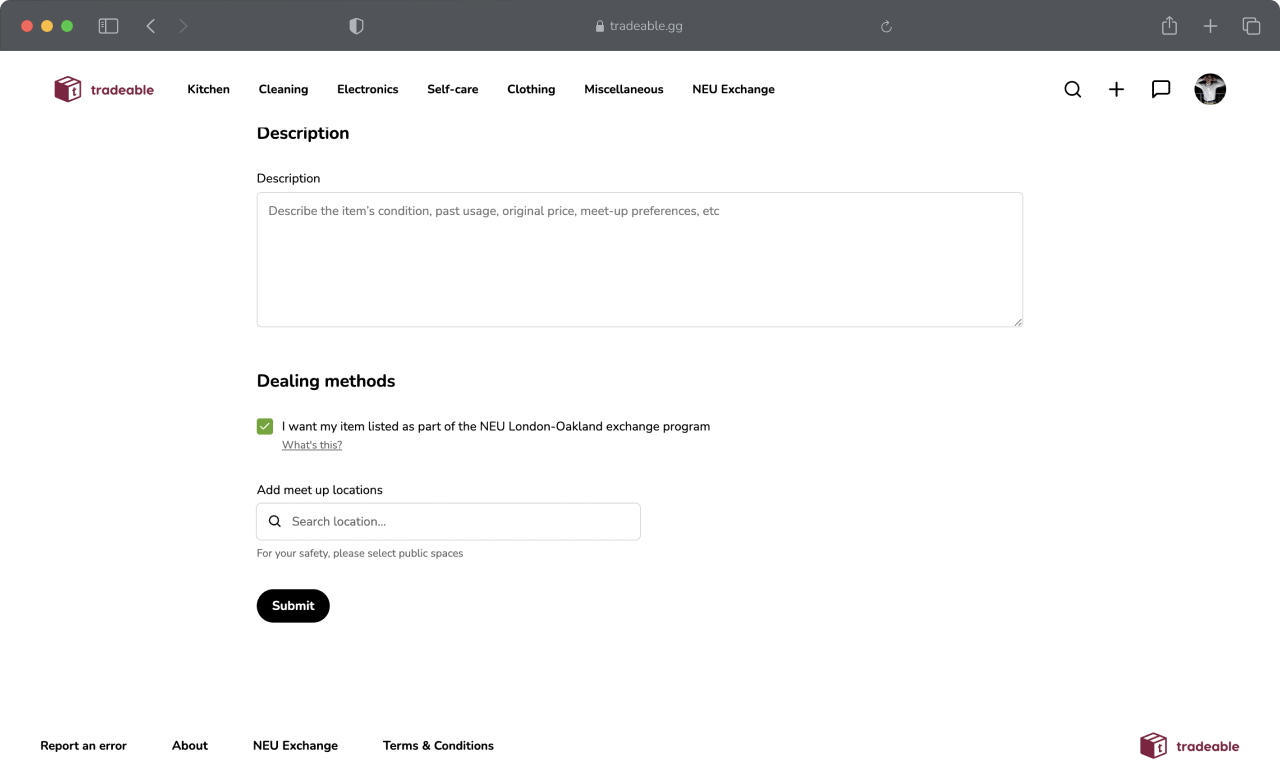 tradeable.gg
tradeable Kitchen Cleaning Electronics Self-care Clothing Miscellaneous NEU Exchange
Description
Description
Describe the item's condition, past usage, original price, meet-up preferences, etc
Dealing methods
I want my item listed as part of the NEU London-Oakland exchange program
What's this?
Add meet up locations
Search location...
For your safety, please select public spaces
Submit
Report an error About NEU Exchange Terms & Conditions tradeable